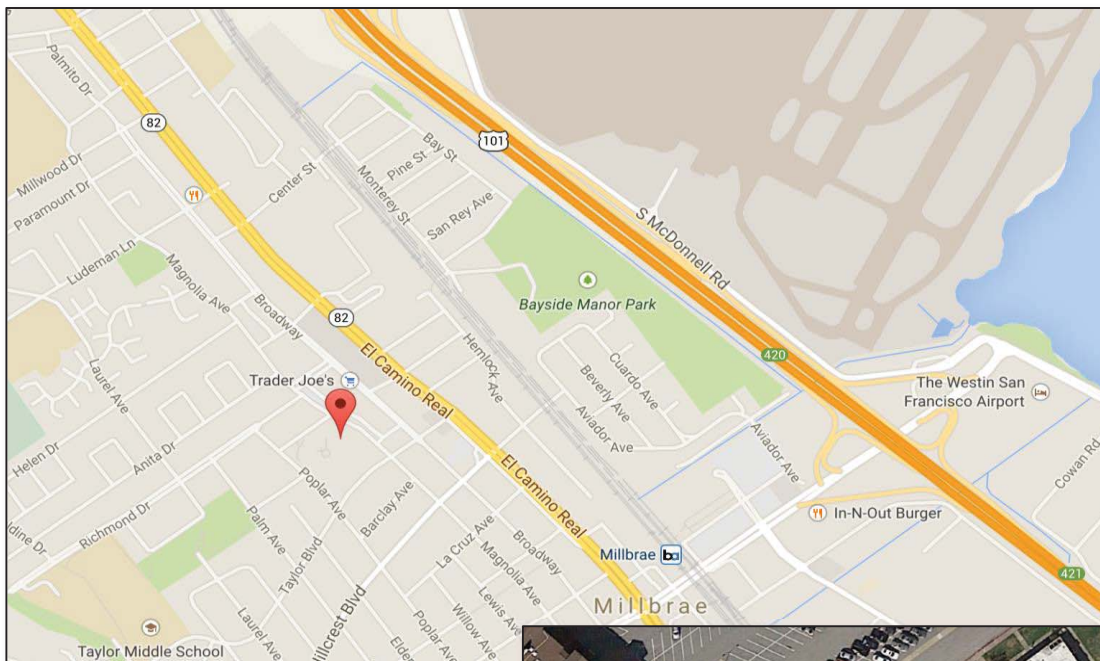 Palmito Dr
82
101
Millwood Dr
Paramount Dr
Center St
Pine St
Bay St
Monterey St
San Rey Ave
S McDonnell Rd
Ludeman Ln
Magnolia Ave
Broadway
Bayside Manor Park
82
El Camino Real
Hemlock Ave
420
Cuardo Ave
Beverly Ave
Aviador Ave
Laurel Ave
Trader Joe's
The Westin San
Francisco Airport
Helen Dr
Anita Dr
El Camino Real
Aviador Ave
Cowan Rd
Poplar Ave
Barclay Ave
Richmond Dr
Palm Ave
Taylor Blvd
In-N-Out Burger
La Cruz Ave
Broadway
Millbrae
ba
421
Magnolia Ave
Lewis Ave
Willow Ave
Millbrae
Hillcrest Blvd
Laurel Ave
Poplar Ave
Taylor Middle School